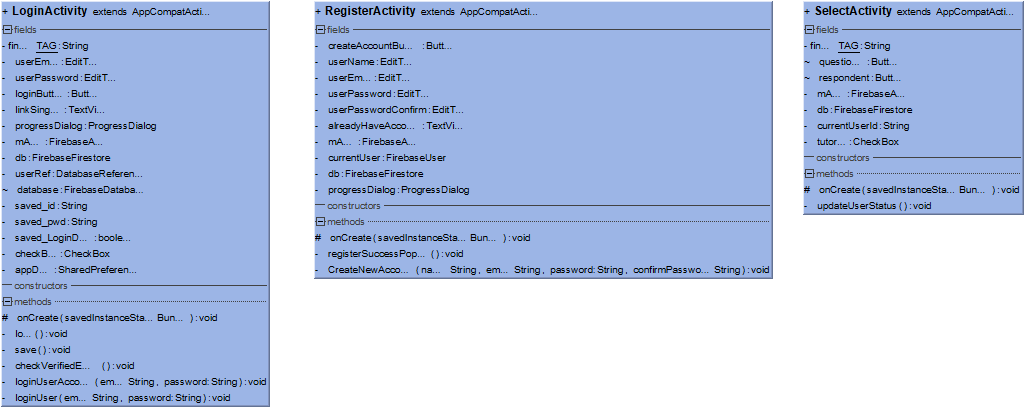 + LoginActivity extends AppCompatActi...
fields
- fin... TAG : String
- userEm... : EditT...
- userPassword : EditT...
- loginButt... : Butt...
- linkSing... : TextVi...
- progressDialog : ProgressDialog
- mA... : FirebaseA...
- db : FirebaseFirestore
- userRef : DatabaseReferen...
~ database : FirebaseDataba...
- saved_id : String
- saved_pwd : String
- saved_LoginD... : boole...
- checkB... : CheckBox
- appD... : SharedPreferen...
constructors
methods
# onCreate ( savedInstanceSta... Bun... ) : void
- lo... ( ) : void
- save ( ) : void
- checkVerifiedE... ( ) : void
- loginUserAcco... ( em... String , password : String ) : void
- loginUser ( em... String , password : String ) : void
+ RegisterActivity extends AppCompatActi...
fields
- createAccountBu... : Butt...
- userName : EditT...
- userEm... : EditT...
- userPassword : EditT...
- userPasswordConfirm : EditT...
- alreadyHaveAcco... : TextVi...
- mA... : FirebaseA...
- currentUser : FirebaseUser
- db : FirebaseFirestore
- progressDialog : ProgressDialog
constructors
methods
# onCreate ( savedInstanceSta... Bun... ) : void
- registerSuccessPop... ( ) : void
- CreateNewAcco... ( na... String , em... String , password : String , confirmPasswo... String ) : void
+ SelectActivity extends AppCompatActi...
fields
- fin... TAG : String
~ questio... : Butt...
~ respondent : Butt...
- mA... : FirebaseA...
- db : FirebaseFirestore
- currentUserId : String
- tutor... : CheckBox
constructors
methods
# onCreate ( savedInstanceSta... Bun... ) : void
- updateUserStatus ( ) : void